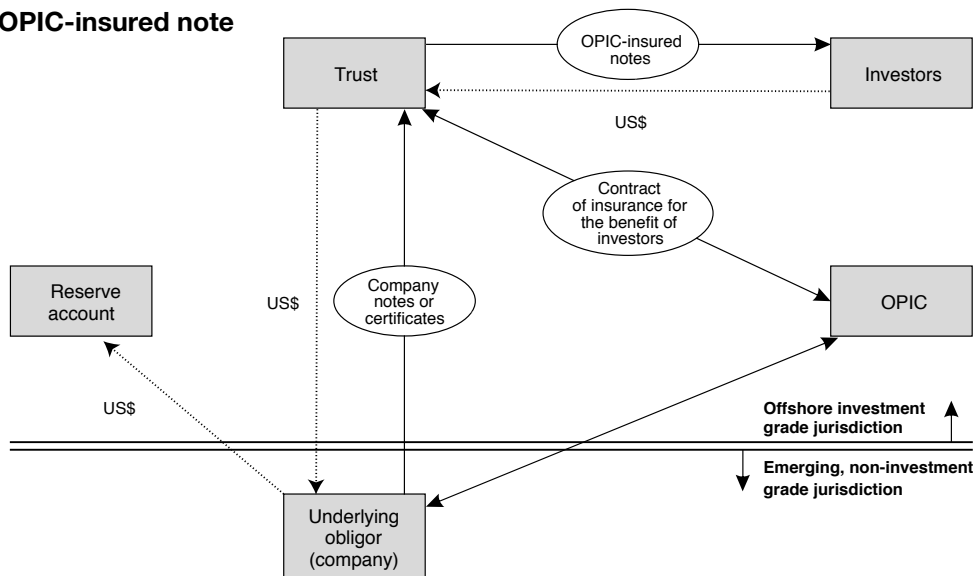 OPIC-insured note
Trust
OPIC-insured
notes
Investors
US$
Contract
of insurance for
the benefit of
investors
Reserve
account
US$
Company
notes or
certificates
OPIC
US$
Offshore investment
grade jurisdiction
Emerging, non-investment
grade jurisdiction
Underlying
obligor
(company)